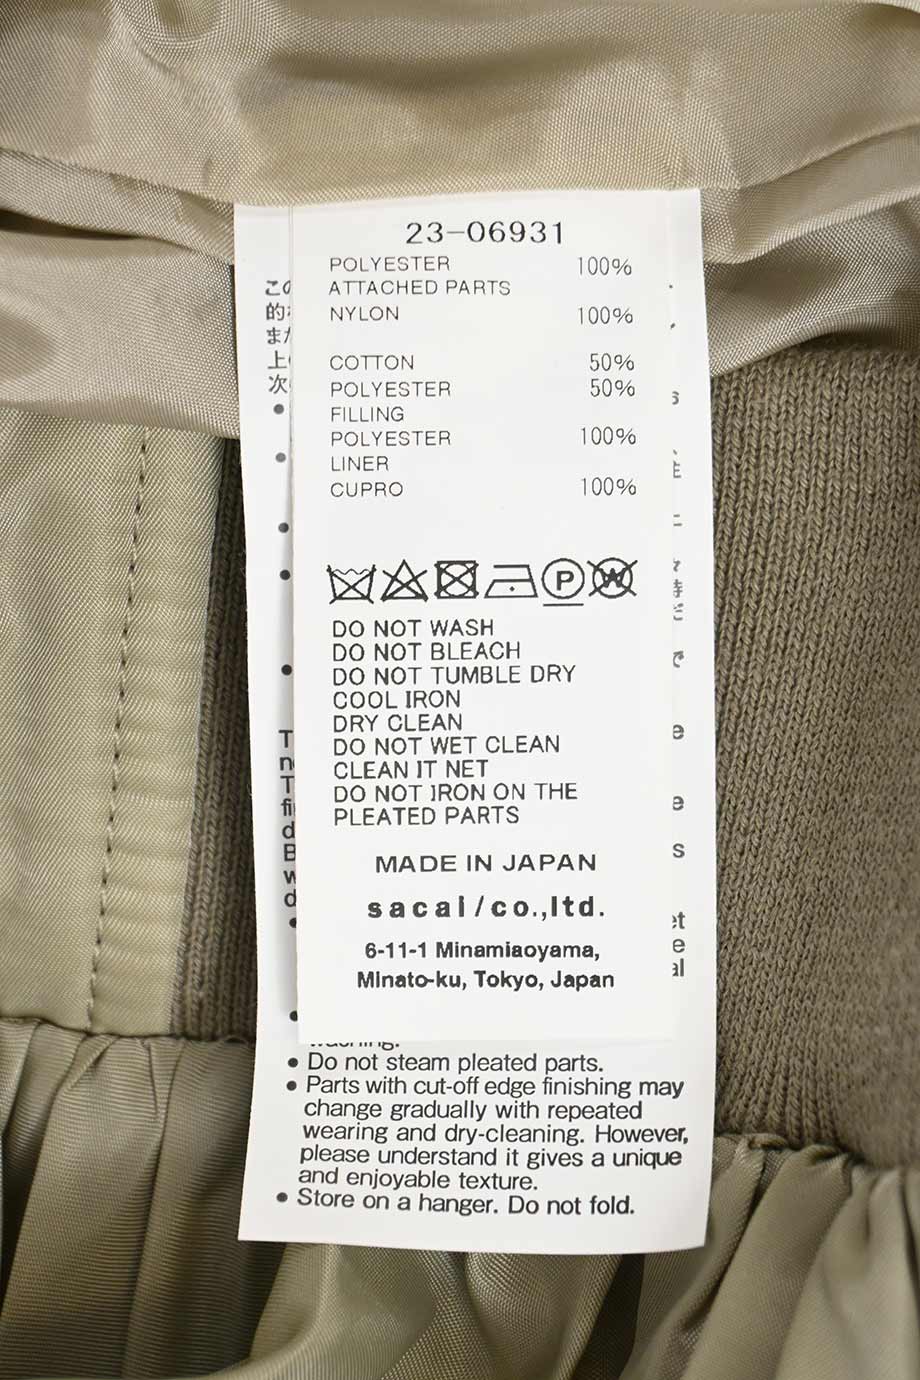 23-06931
POLYESTER 100%
ATTACHED PARTS
NYLON 100%
COTTON 50%
POLYESTER 50%
FILLING
POLYESTER 100%
LINER
CUPRO 100%
P W
DO NOT WASH
DO NOT BLEACH
DO NOT TUMBLE DRY
COOL IRON
DRY CLEAN
DO NOT WET CLEAN
CLEAN IT NET
DO NOT IRON ON THE
PLEATED PARTS
MADE IN JAPAN
sacai/co.,ltd.
6-11-1 Minamiaoyama,
Minato-ku, Tokyo, Japan
washing.
• Do not steam pleated parts.
• Parts with cut-off edge finishing may
change gradually with repeated
wearing and dry-cleaning. However,
please understand it gives a unique
and enjoyable texture.
• Store on a hanger. Do not fold.